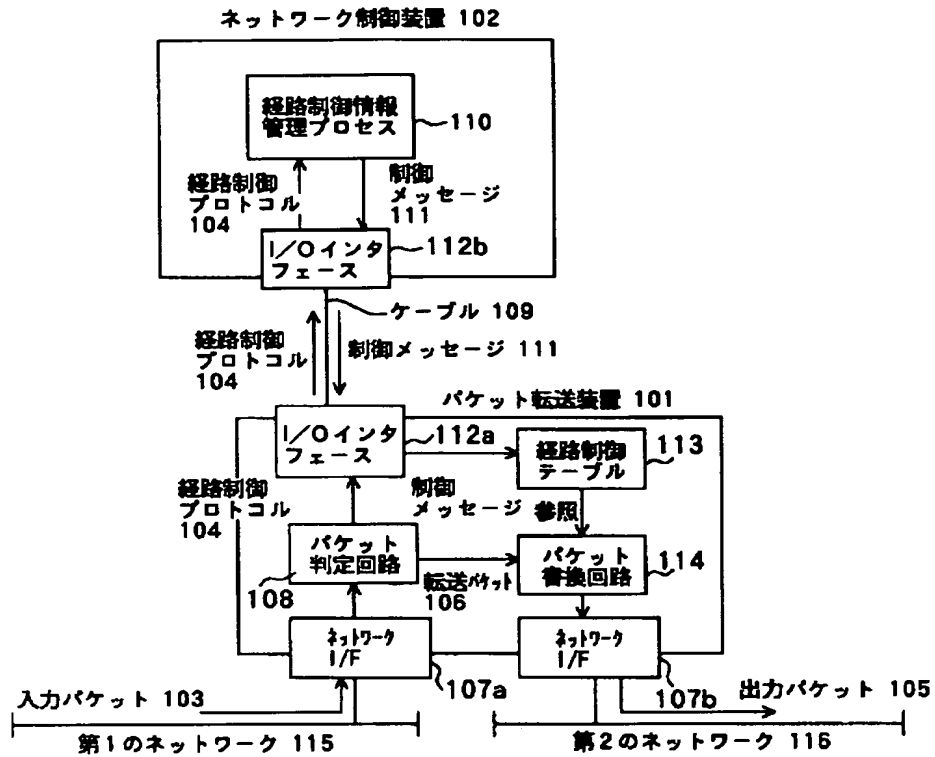 ネットワーク制御装置 102
経路制御情報
管理プロセス
110
経路制御
プロトコル
104
制御
メッセージ
111
I/Oインタ
フェース
112b
ケーブル 109
経路制御
プロトコル
104
制御メッセージ 111
パケット転送装置 101
I/Oインタ
フェース
112a
経路制御
テーブル
113
経路制御
プロトコル
104
制御
メッセージ
参照
パケット
判定回路
108
転送パケット
106
パケット
書換回路
114
ネットワーク
I/F
107a
ネットワーク
I/F
107b
入力パケット 103
出力パケット 105
第1のネットワーク 115
第2のネットワーク 116